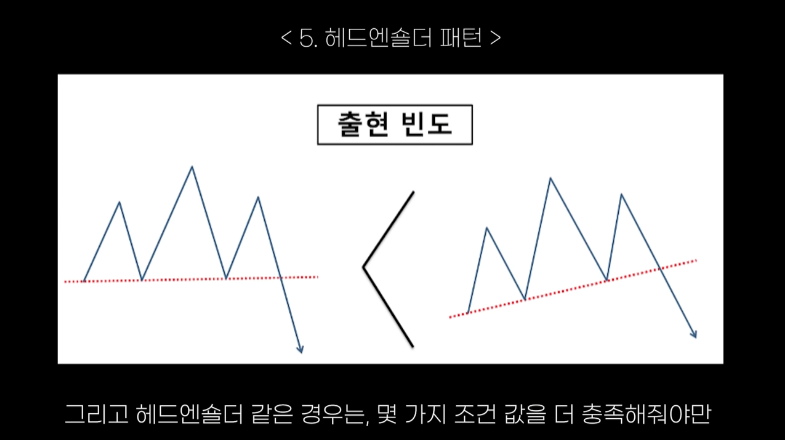 < 5. 헤드엔숄더 패턴 >
출현 빈도
그리고 헤드엔숄더 같은 경우는, 몇 가지 조건 값을 더 충족해줘야만